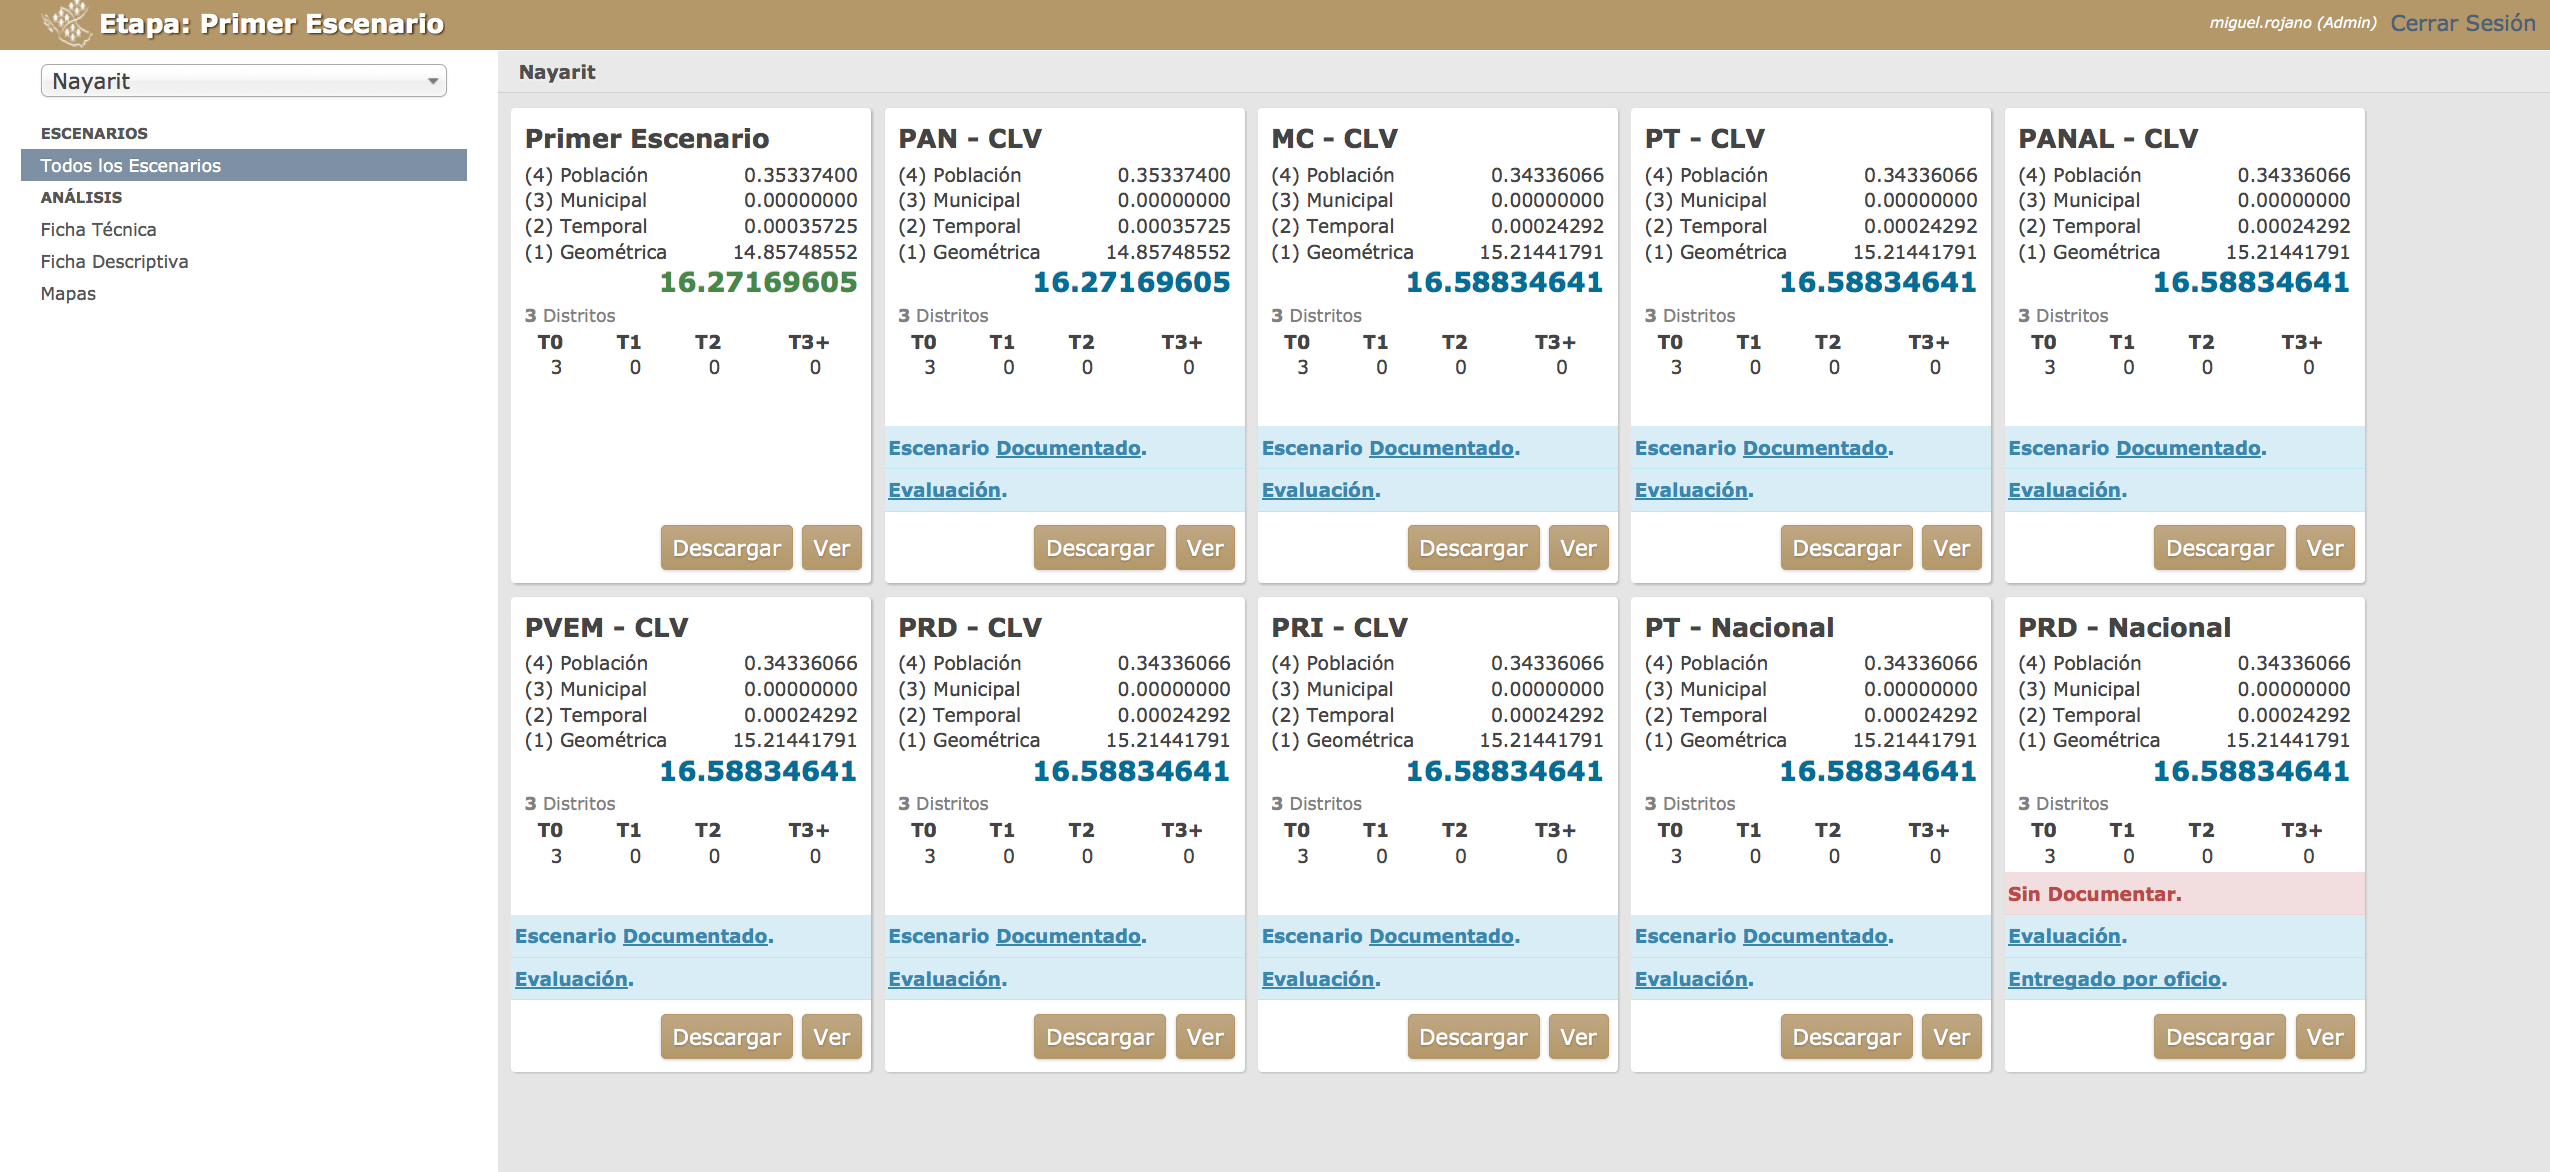 Etapa: Primer Escenario
miguel.rojano (Admin) Cerrar Sesión
Nayarit
ESCENARIOS
Todos los Escenarios
ANÁLISIS
Ficha Técnica
Ficha Descriptiva
Mapas
Nayarit
Primer Escenario
(4) Población 0.35337400
(3) Municipal 0.00000000
(2) Temporal 0.00035725
(1) Geométrica 14.85748552
16.27169605
3 Distritos
T0 T1 T2 T3+
3 0 0 0
Descargar Ver
PAN - CLV
(4) Población 0.35337400
(3) Municipal 0.00000000
(2) Temporal 0.00035725
(1) Geométrica 14.85748552
16.27169605
3 Distritos
T0 T1 T2 T3+
3 0 0 0
Escenario Documentado.
Evaluación.
Descargar Ver
MC - CLV
(4) Población 0.34336066
(3) Municipal 0.00000000
(2) Temporal 0.00024292
(1) Geométrica 15.21441791
16.58834641
3 Distritos
T0 T1 T2 T3+
3 0 0 0
Escenario Documentado.
Evaluación.
Descargar Ver
PT - CLV
(4) Población 0.34336066
(3) Municipal 0.00000000
(2) Temporal 0.00024292
(1) Geométrica 15.21441791
16.58834641
3 Distritos
T0 T1 T2 T3+
3 0 0 0
Escenario Documentado.
Evaluación.
Descargar Ver
PANAL - CLV
(4) Población 0.34336066
(3) Municipal 0.00000000
(2) Temporal 0.00024292
(1) Geométrica 15.21441791
16.58834641
3 Distritos
T0 T1 T2 T3+
3 0 0 0
Escenario Documentado.
Evaluación.
Descargar Ver
PVEM - CLV
(4) Población 0.34336066
(3) Municipal 0.00000000
(2) Temporal 0.00024292
(1) Geométrica 15.21441791
16.58834641
3 Distritos
T0 T1 T2 T3+
3 0 0 0
Escenario Documentado.
Evaluación.
Descargar Ver
PRD - CLV
(4) Población 0.34336066
(3) Municipal 0.00000000
(2) Temporal 0.00024292
(1) Geométrica 15.21441791
16.58834641
3 Distritos
T0 T1 T2 T3+
3 0 0 0
Escenario Documentado.
Evaluación.
Descargar Ver
PRI - CLV
(4) Población 0.34336066
(3) Municipal 0.00000000
(2) Temporal 0.00024292
(1) Geométrica 15.21441791
16.58834641
3 Distritos
T0 T1 T2 T3+
3 0 0 0
Escenario Documentado.
Evaluación.
Descargar Ver
PT - Nacional
(4) Población 0.34336066
(3) Municipal 0.00000000
(2) Temporal 0.00024292
(1) Geométrica 15.21441791
16.58834641
3 Distritos
T0 T1 T2 T3+
3 0 0 0
Escenario Documentado.
Evaluación.
Descargar Ver
PRD - Nacional
(4) Población 0.34336066
(3) Municipal 0.00000000
(2) Temporal 0.00024292
(1) Geométrica 15.21441791
16.58834641
3 Distritos
T0 T1 T2 T3+
3 0 0 0
Sin Documentar.
Evaluación.
Entregado por oficio.
Descargar Ver